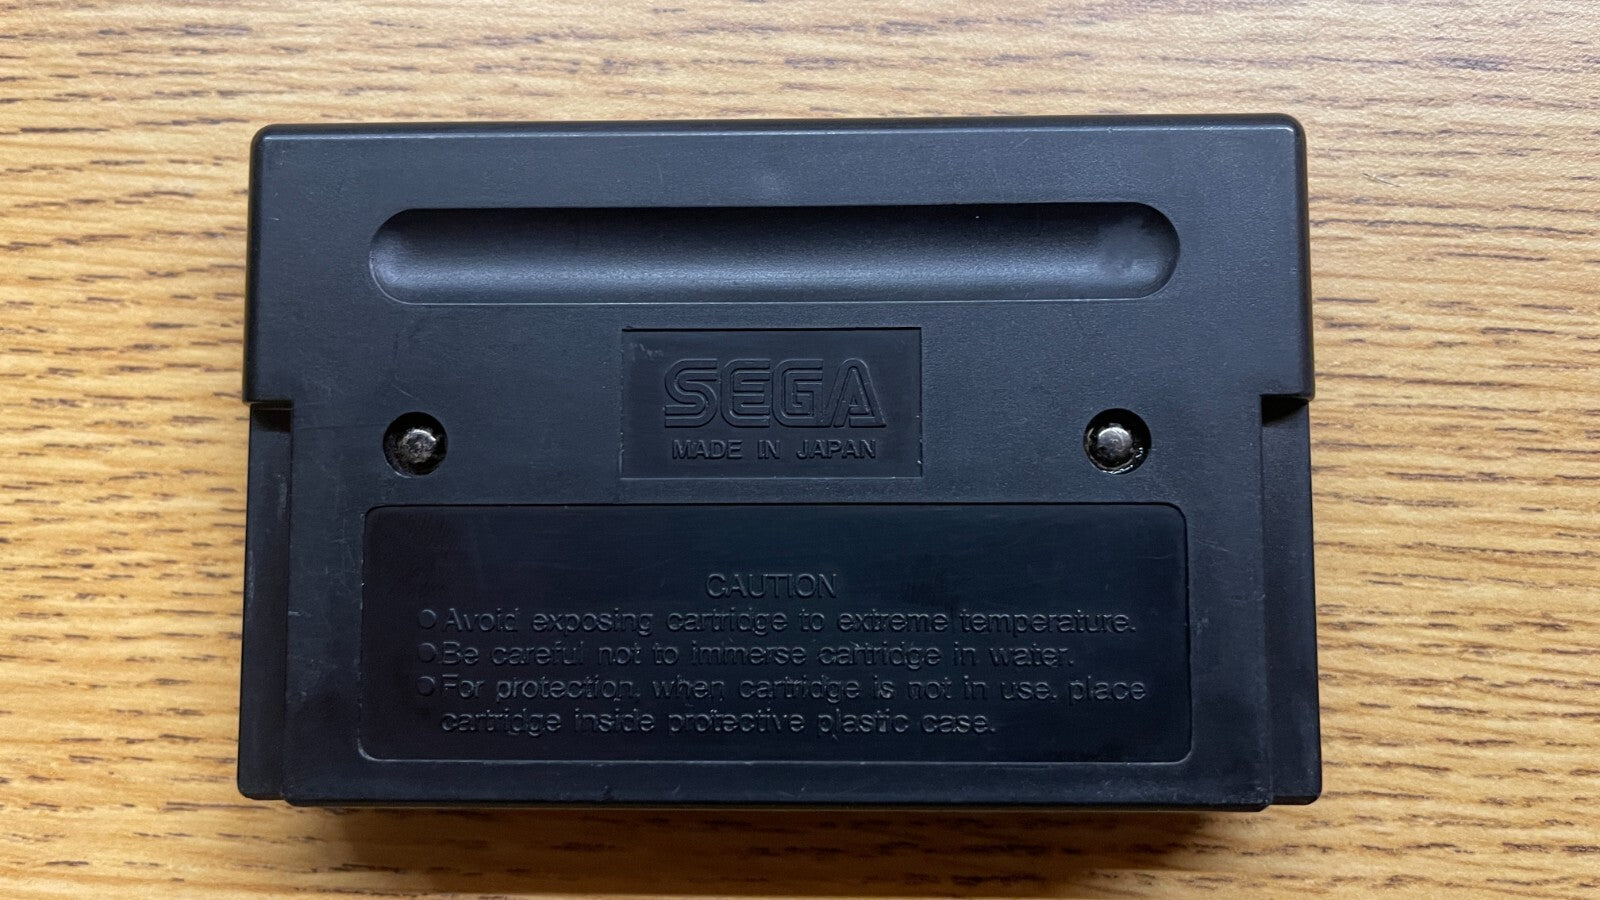 SEGA
MADE IN JAPAN
CAUTION
○ Avoid exposing cartridge to extreme temperature.
○ Be careful not to immerse cartridge in water.
○ For protection, when cartridge is not in use, place
cartridge inside protective plastic case.